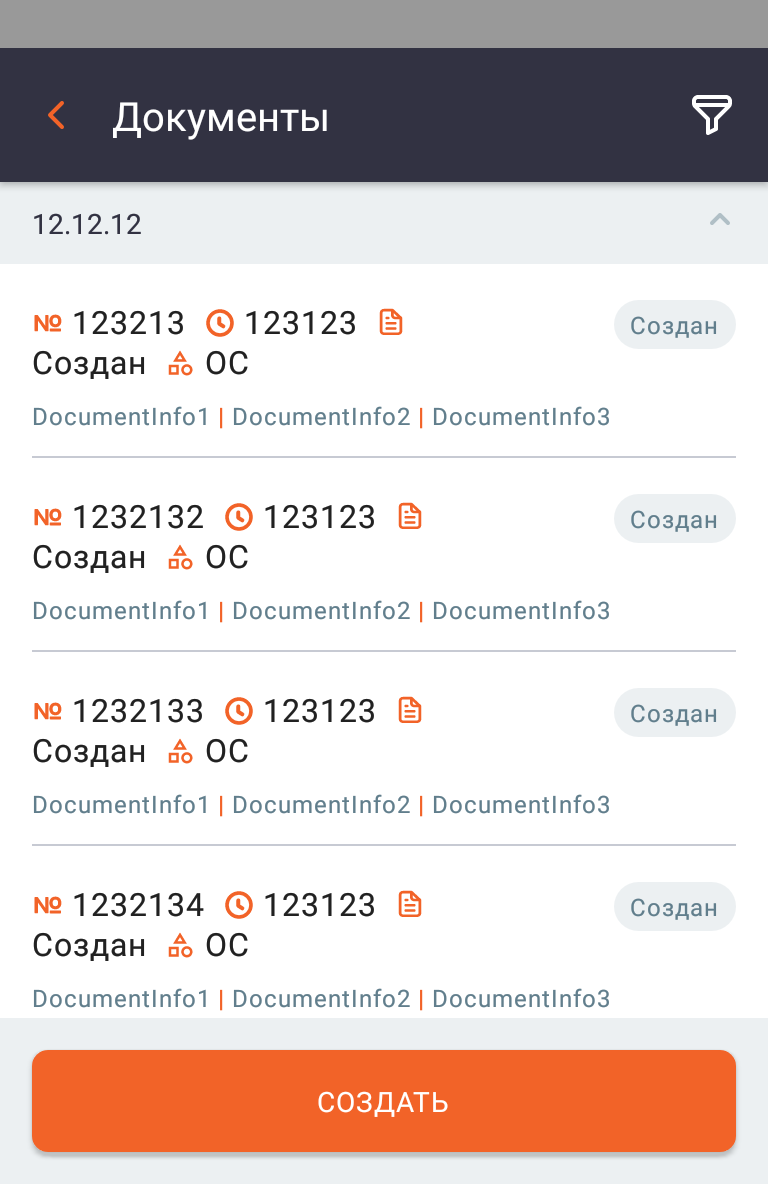 Документы
12.12.12
№ 123213 123123 Создан
Создан ОС
DocumentInfo1 | DocumentInfo2 | DocumentInfo3
№ 1232132 123123 Создан
Создан ОС
DocumentInfo1 | DocumentInfo2 | DocumentInfo3
№ 1232133 123123 Создан
Создан ОС
DocumentInfo1 | DocumentInfo2 | DocumentInfo3
№ 1232134 123123 Создан
Создан ОС
DocumentInfo1 | DocumentInfo2 | DocumentInfo3
СОЗДАТЬ